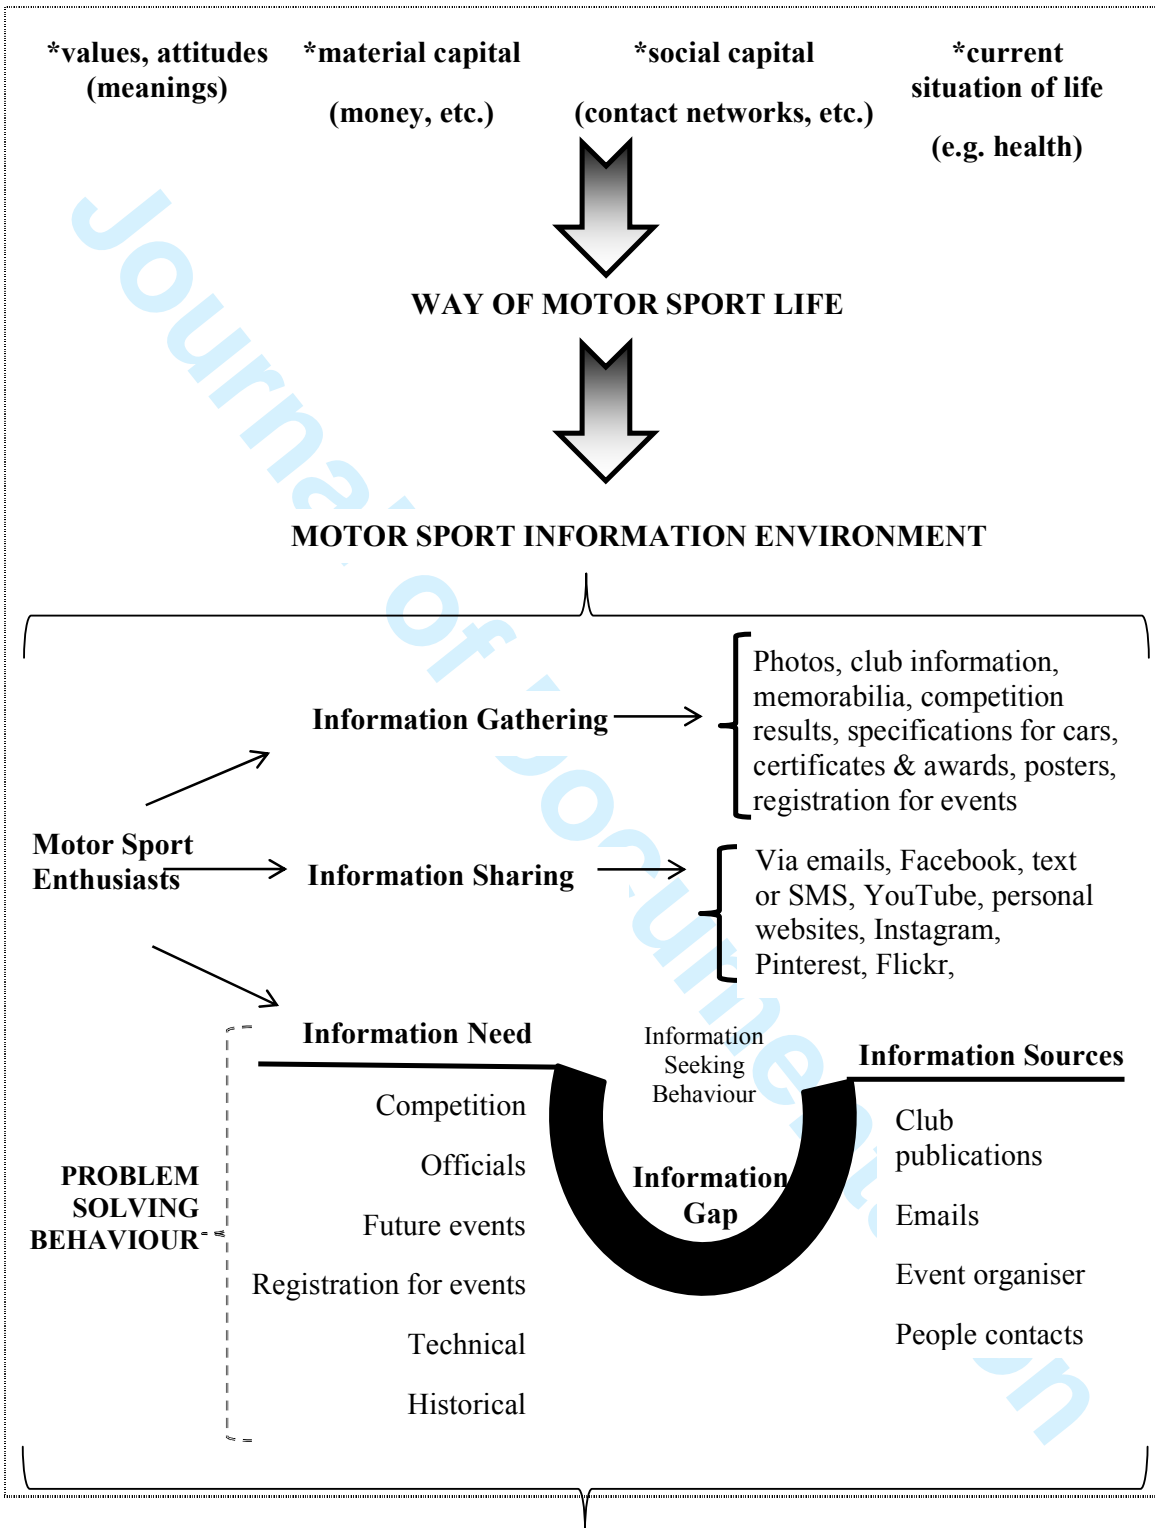 *values, attitudes
(meanings)
*material capital
(money, etc.)
*social capital
(contact networks, etc.)
*current
situation of life
(e.g. health)
WAY OF MOTOR SPORT LIFE
MOTOR SPORT INFORMATION ENVIRONMENT
Information Gathering
Photos, club information,
memorabilia, competition
results, specifications for cars,
certificates & awards, posters,
registration for events
Motor Sport
Enthusiasts
Information Sharing
Via emails, Facebook, text
or SMS, YouTube, personal
websites, Instagram,
Pinterest, Flickr,
Information Need
Information
Seeking
Behaviour
Information Sources
Competition
Officials
Future events
Registration for events
Technical
Historical
PROBLEM
SOLVING
BEHAVIOUR
Information
Gap
Club
publications
Emails
Event organiser
People contacts
Journal of Documentation